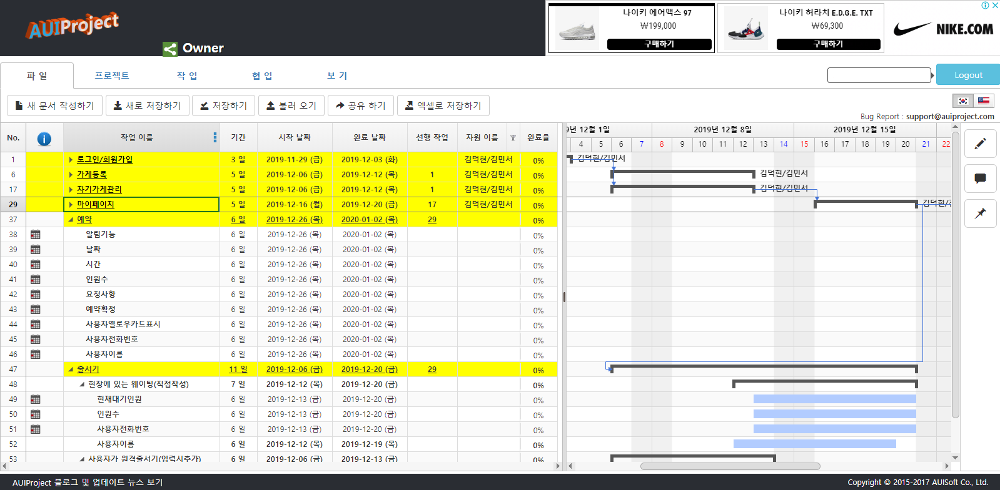 AUIProject
Owner
나이키 에어맥스 97
₩199,000
구매하기
나이키 허라치 E.D.G.E. TXT
₩69,300
구매하기
NIKE.COM
파 일
프로젝트
작 업
협 업
보 기
Logout
새 문서 작성하기
새로 저장하기
저장하기
불러 오기
공유 하기
엑셀로 저장하기
Bug Report : support@auiproject.com
No. 작업 이름 기간 시작 날짜 완료 날짜 선행 작업 자원 이름 완료율
9년 12월 1일 2019년 12월 8일 2019년 12월 15일
4 5 6 7 8 9 10 11 12 13 14 15 16 17 18 19 20 21 22
1 로그인/회원가입 3 일 2019-11-29 (금) 2019-12-03 (화) 김덕현/김민서 0% 김덕현/김민서
6 가게등록 5 일 2019-12-06 (금) 2019-12-12 (목) 1 김덕현/김민서 0% 김덕현/김민서
17 자기가게관리 5 일 2019-12-06 (금) 2019-12-12 (목) 1 김덕현/김민서 0% 김덕현/김민서
29 마이페이지 5 일 2019-12-16 (월) 2019-12-20 (금) 17 김덕현/김민서 0% 김덕현/김
37 예약 6 일 2019-12-26 (목) 2020-01-02 (목) 29 0%
38 알림기능 6 일 2019-12-26 (목) 2020-01-02 (목) 0%
39 날짜 6 일 2019-12-26 (목) 2020-01-02 (목) 0%
40 시간 6 일 2019-12-26 (목) 2020-01-02 (목) 0%
41 인원수 6 일 2019-12-26 (목) 2020-01-02 (목) 0%
42 요청사항 6 일 2019-12-26 (목) 2020-01-02 (목) 0%
43 예약확정 6 일 2019-12-26 (목) 2020-01-02 (목) 0%
44 사용자옐로우카드표시 6 일 2019-12-26 (목) 2020-01-02 (목) 0%
45 사용자전화번호 6 일 2019-12-26 (목) 2020-01-02 (목) 0%
46 사용자이름 6 일 2019-12-26 (목) 2020-01-02 (목) 0%
47 줄서기 11 일 2019-12-06 (금) 2019-12-20 (금) 29 0%
48 현장에 있는 웨이팅(직접작성) 7 일 2019-12-12 (목) 2019-12-20 (금) 0%
49 현재대기인원 6 일 2019-12-13 (금) 2019-12-20 (금) 0%
50 인원수 6 일 2019-12-13 (금) 2019-12-20 (금) 0%
51 사용자전화번호 6 일 2019-12-13 (금) 2019-12-20 (금) 0%
52 사용자이름 6 일 2019-12-12 (목) 2019-12-19 (목) 0%
53 사용자가 원격줄서기(입력시추가) 6 일 2019-12-06 (금) 2019-12-13 (금) 0%
AUIProject 블로그 및 업데이트 뉴스 보기
Copyright © 2015-2017 AUISoft Co., Ltd.